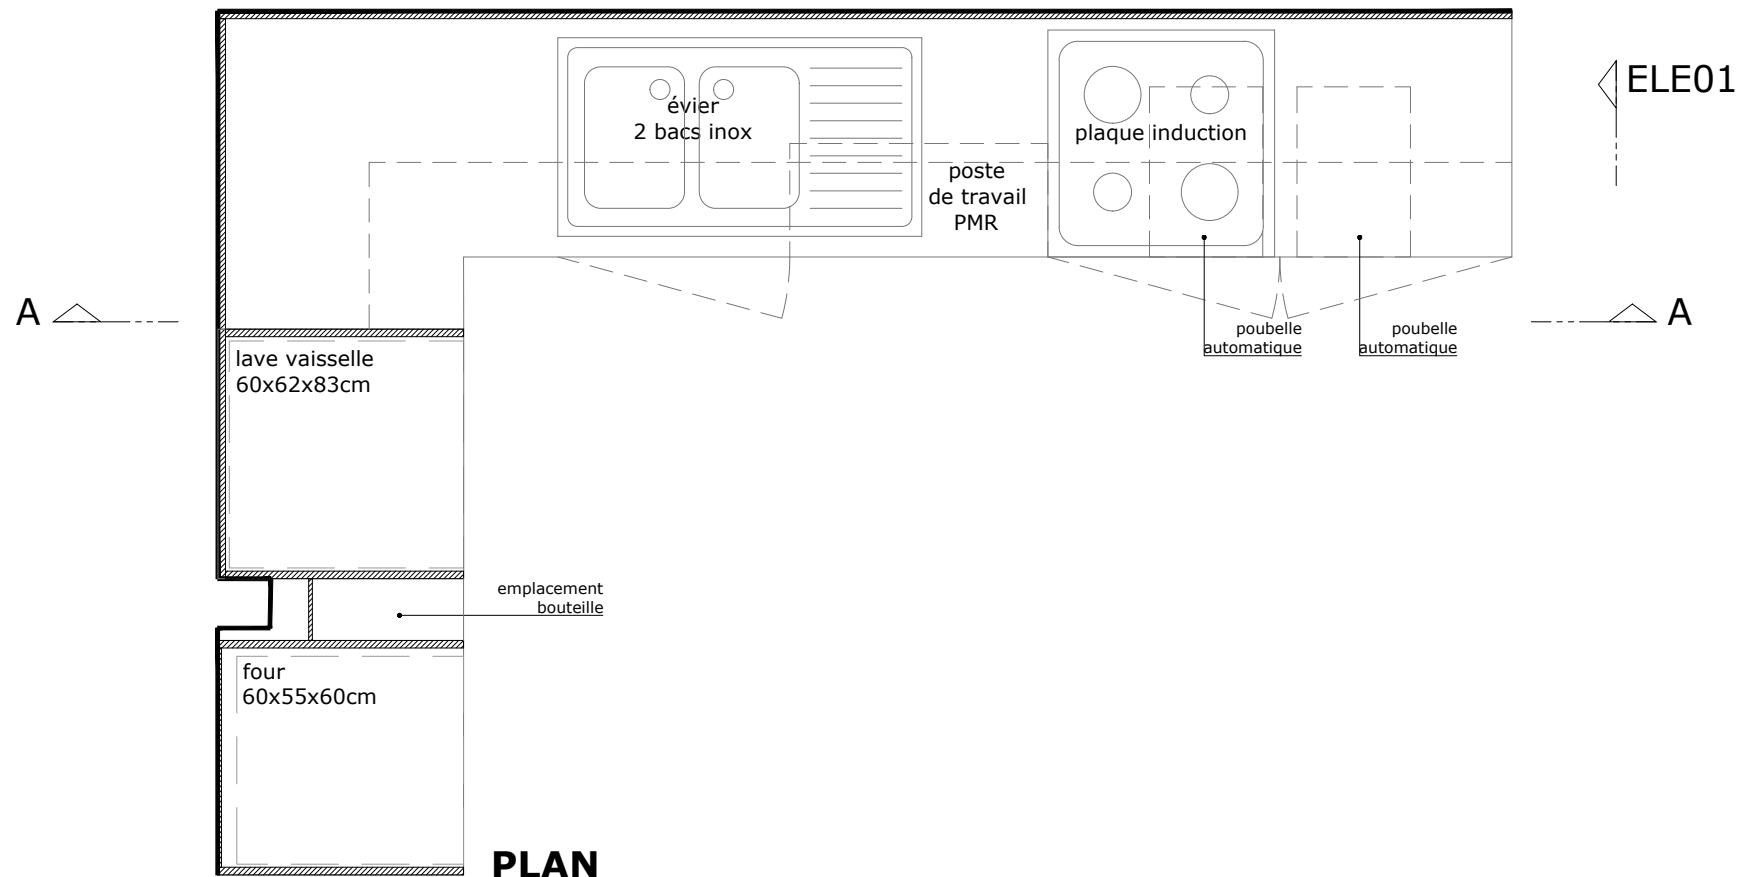 ELE01
évier
2 bacs inox
plaque induction
poste
de travail
PMR
A
A
poubelle
automatique
poubelle
automatique
lave vaisselle
60x62x83cm
emplacement
bouteille
four
60x55x60cm
PLAN